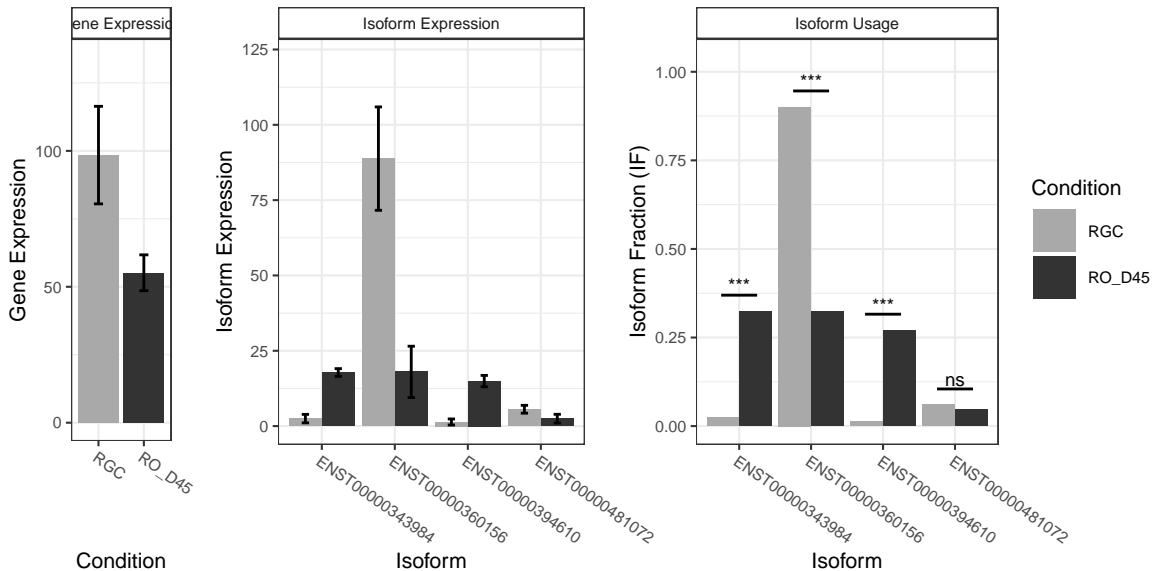 ene Expressio
Gene Expression
100
50
0
RGC
RO_D45
Condition
Isoform Expression
Isoform Expression
125
100
75
50
25
0
ENST00000343984
ENST00000360156
ENST00000394610
ENST00000481072
Isoform
Isoform Usage
Isoform Fraction (IF)
1.00
0.75
0.50
0.25
0.00
***
***
***
ns
ENST00000343984
ENST00000360156
ENST00000394610
ENST00000481072
Isoform
Condition
RGC
RO_D45